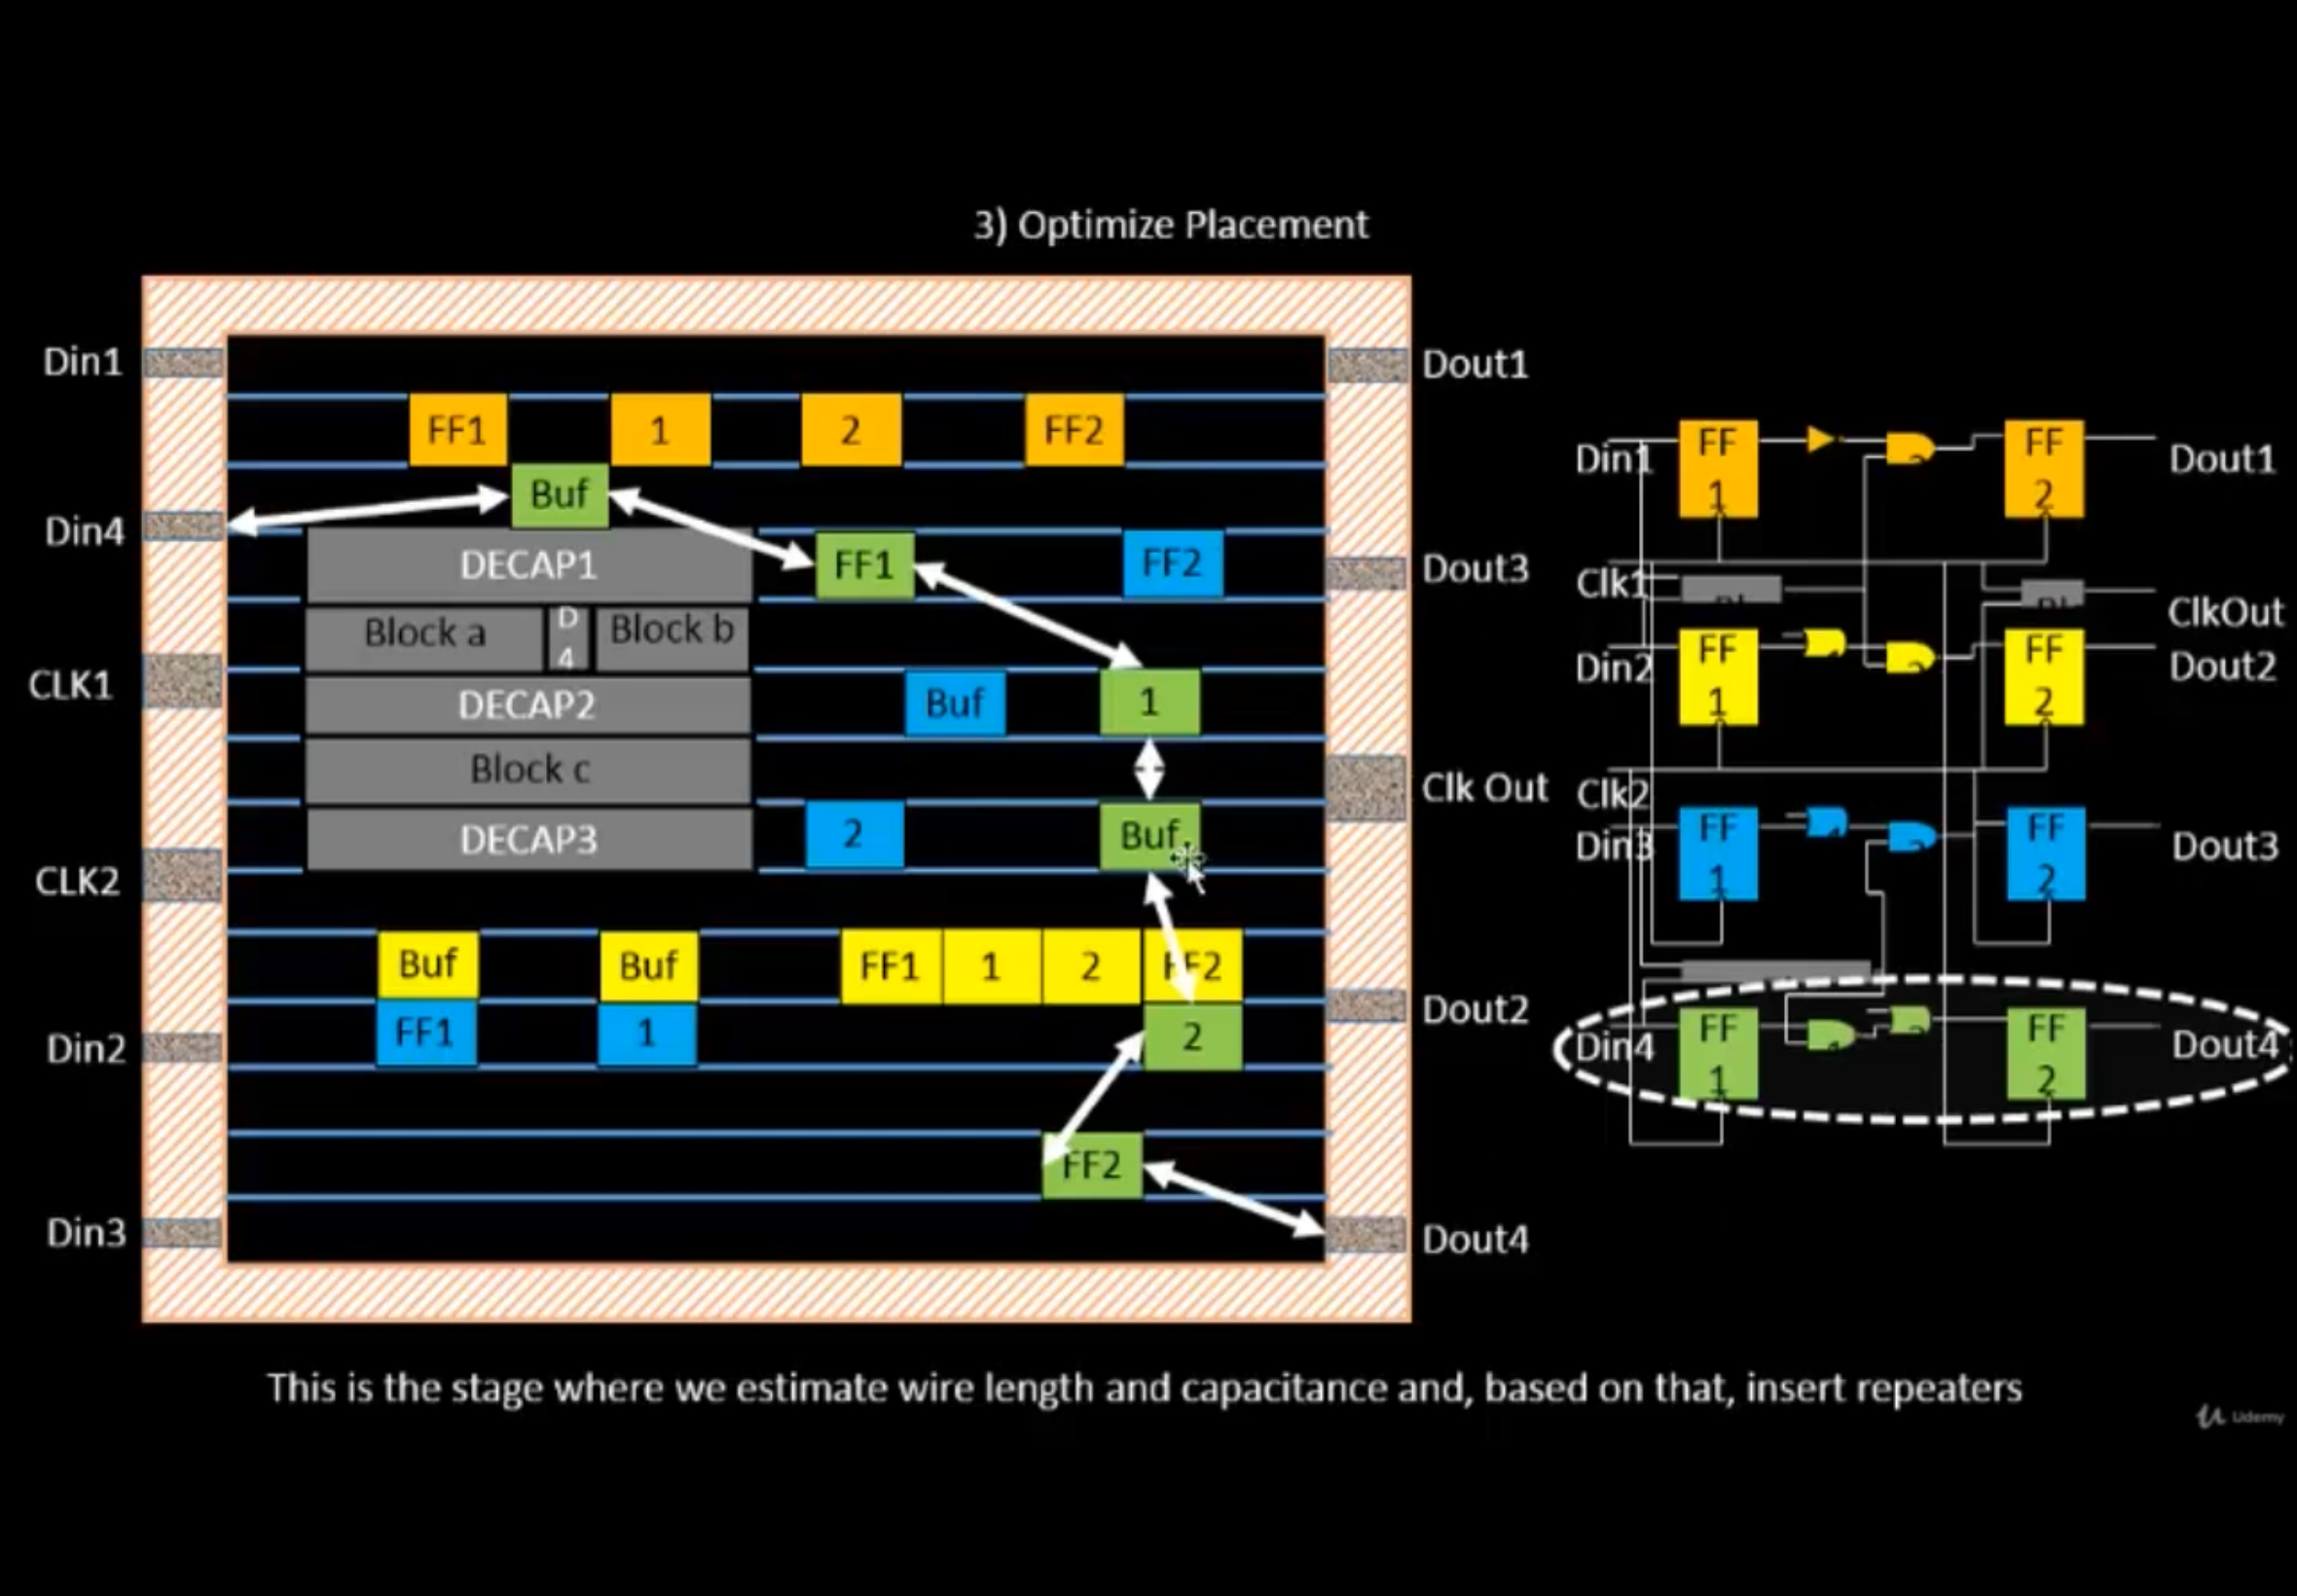 3) Optimize Placement
Din1
Dout1
FF1 1 2 FF2
Buf
Din4
DECAP1
FF1
FF2
Dout3
Block a
D
4
Block b
CLK1
DECAP2
Buf
1
Block c
Clk Out
DECAP3
2
Buf
CLK2
Buf
Buf
FF1
1
2
FF2
FF1
1
2
Dout2
Din2
FF2
Din3
Dout4
Din1
FF
1
FF
2
Dout1
Clk1
ClkOut
Din2
FF
1
FF
2
Dout2
Clk2
Din3
FF
1
FF
2
Dout3
Din4
FF
1
FF
2
Dout4
This is the stage where we estimate wire length and capacitance and, based on that, insert repeaters
Udemy